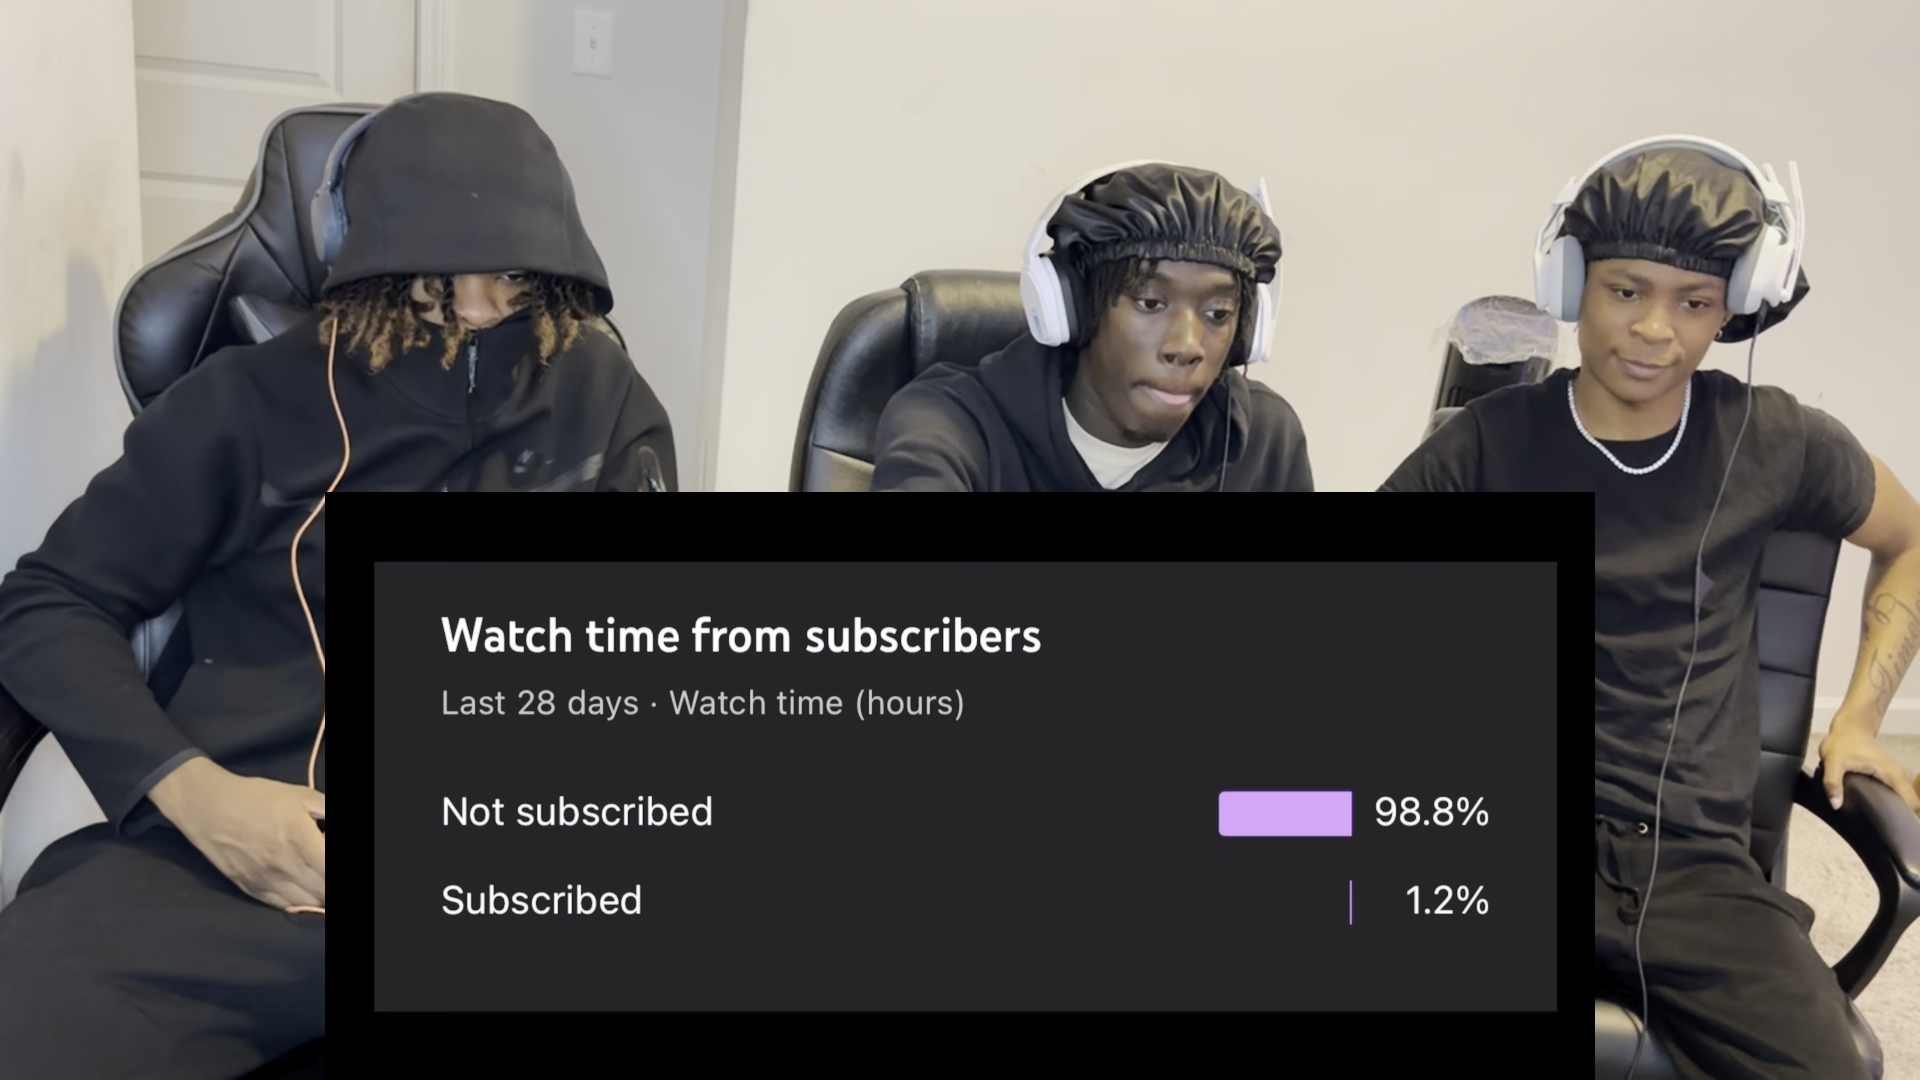 Watch time from subscribers
Last 28 days · Watch time (hours)
Not subscribed 98.8%
Subscribed 1.2%